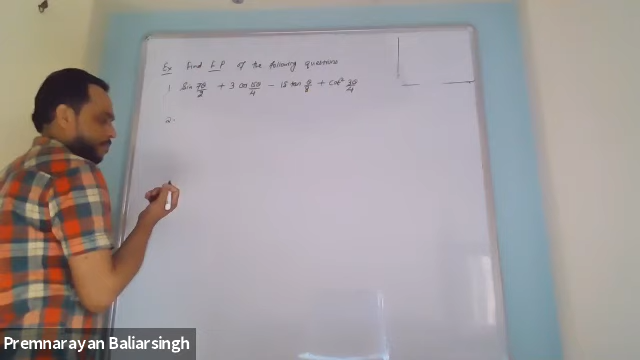 Ex Find F.P of the following questions
1. Sin 7θ/2 + 3 cos 15θ/4 - 15 tan θ/8 + cot² 3θ/4
2.
Premnarayan Baliarsingh